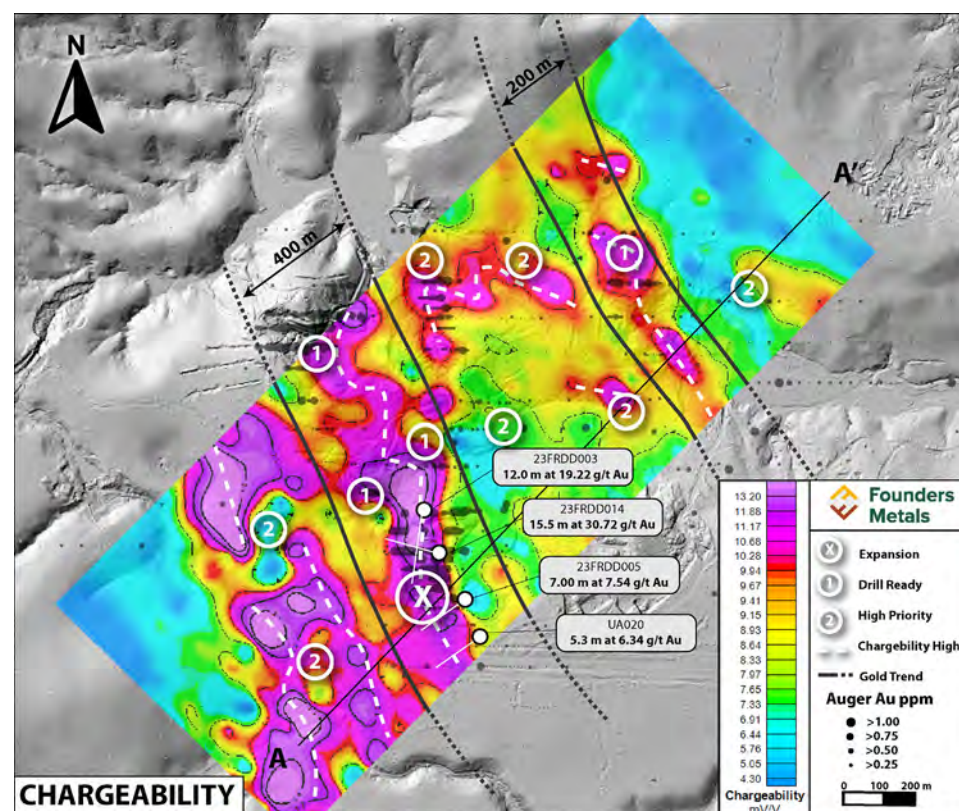 N
200 m
A'
400 m
2
2
1
2
1
2
1
2
1
2
23FRDD003
12.0 m at 19.22 g/t Au
23FRDD014
15.5 m at 30.72 g/t Au
23FRDD005
7.00 m at 7.54 g/t Au
X
UA020
5.3 m at 6.34 g/t Au
2
A
CHARGEABILITY
13.20
11.88
11.17
10.68
10.28
9.94
9.67
9.41
9.15
8.93
8.64
8.33
7.97
7.65
7.33
6.91
6.44
5.76
5.05
4.30
Chargeability
mV/V
Founders
Metals
X Expansion
1 Drill Ready
2 High Priority
Chargebility High
Gold Trend
Auger Au ppm
>1.00
>0.75
>0.50
>0.25
0 100 200 m